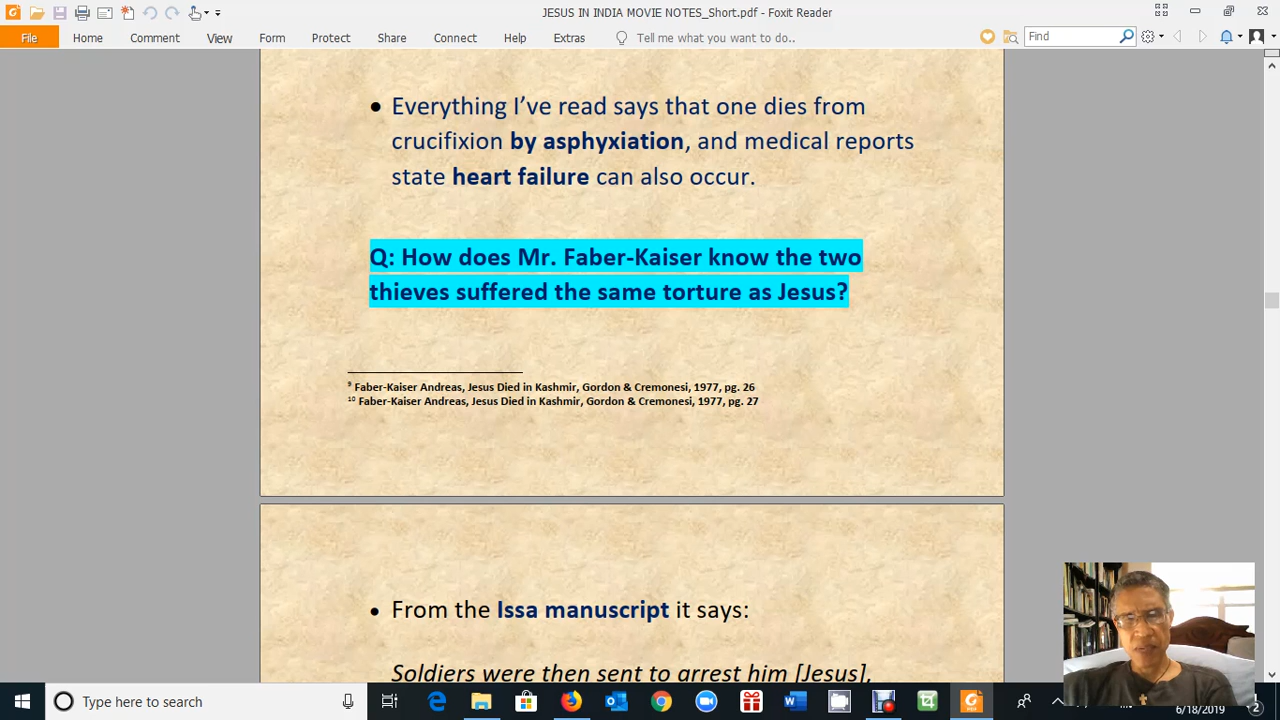 JESUS IN INDIA MOVIE NOTES_Short.pdf - Foxit Reader
File Home Comment View Form Protect Share Connect Help Extras Tell me what you want to do.. Find
• Everything I've read says that one dies from
crucifixion by asphyxiation, and medical reports
state heart failure can also occur.
Q: How does Mr. Faber-Kaiser know the two
thieves suffered the same torture as Jesus?
9 Faber-Kaiser Andreas, Jesus Died in Kashmir, Gordon & Cremonesi, 1977, pg. 26
10 Faber-Kaiser Andreas, Jesus Died in Kashmir, Gordon & Cremonesi, 1977, pg. 27
• From the Issa manuscript it says:
Soldiers were then sent to arrest him [Jesus],
Type here to search
6/18/2019